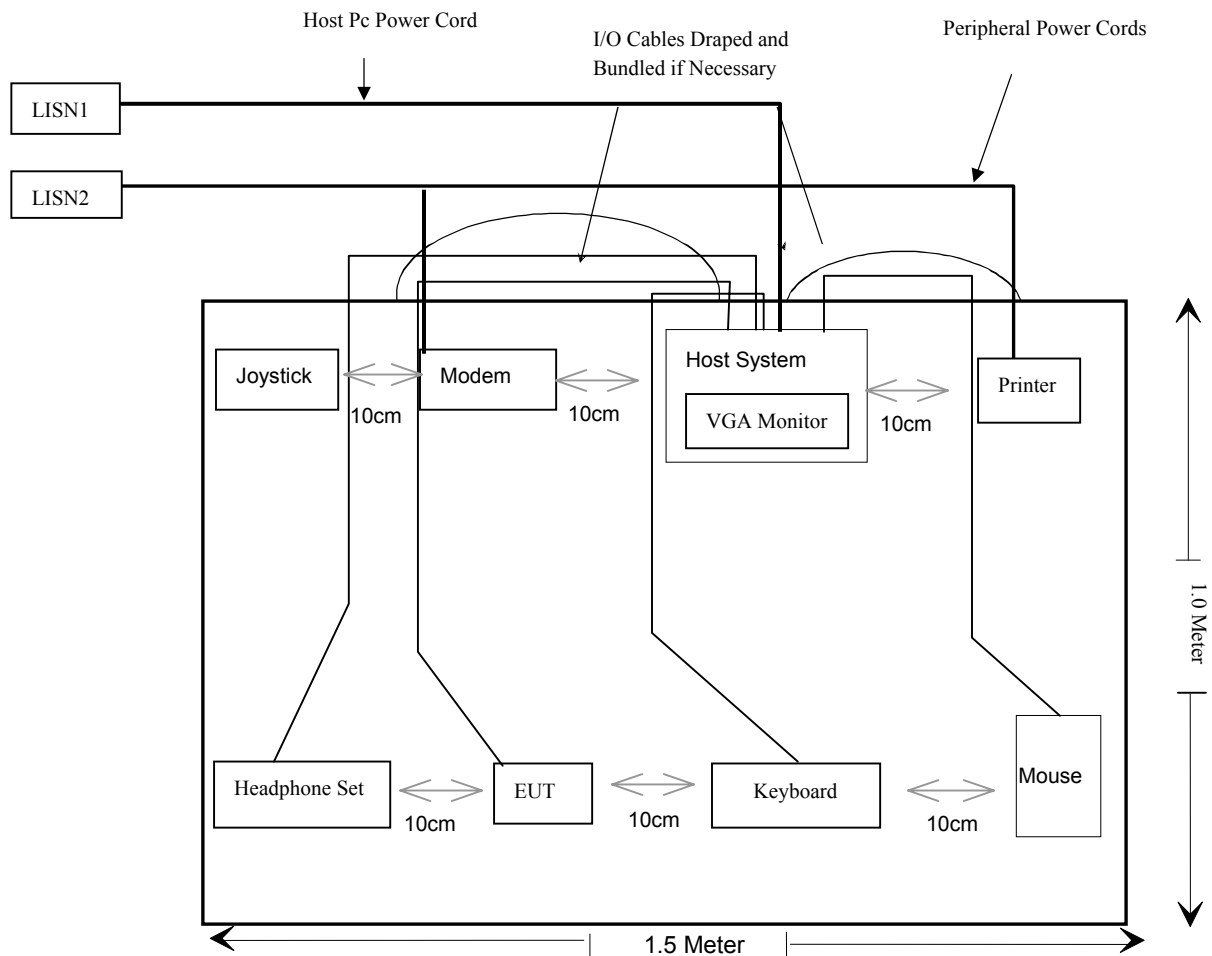 Host Pc Power Cord
I/O Cables Draped and
Bundled if Necessary
Peripheral Power Cords
LISN1
LISN2
Joystick
Modem
Host System
VGA Monitor
Printer
10cm
10cm
10cm
1.0 Meter
Headphone Set
EUT
Keyboard
Mouse
10cm
10cm
10cm
1.5 Meter